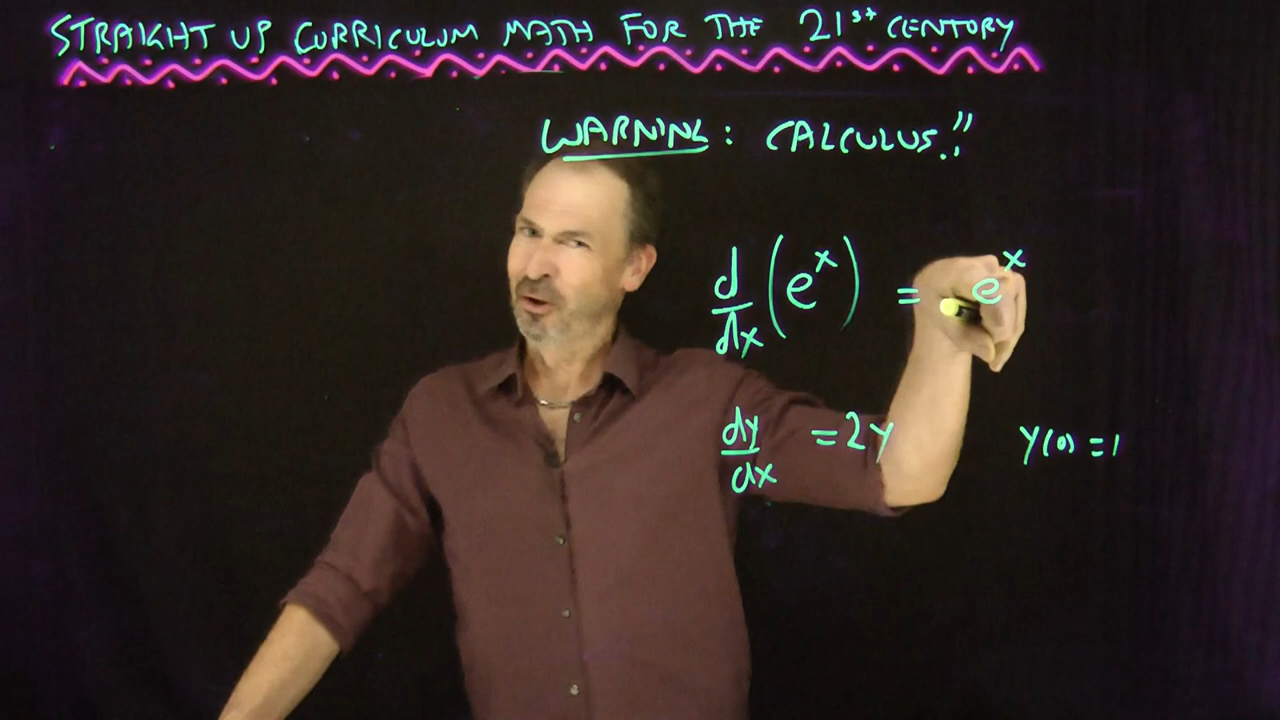 STRAIGHT UP CURRICULUM MATH FOR THE 21st CENTURY
WARNING: CALCULUS!!
d/dx (e^x) = e^x
dy/dx = 2y y(0) = 1